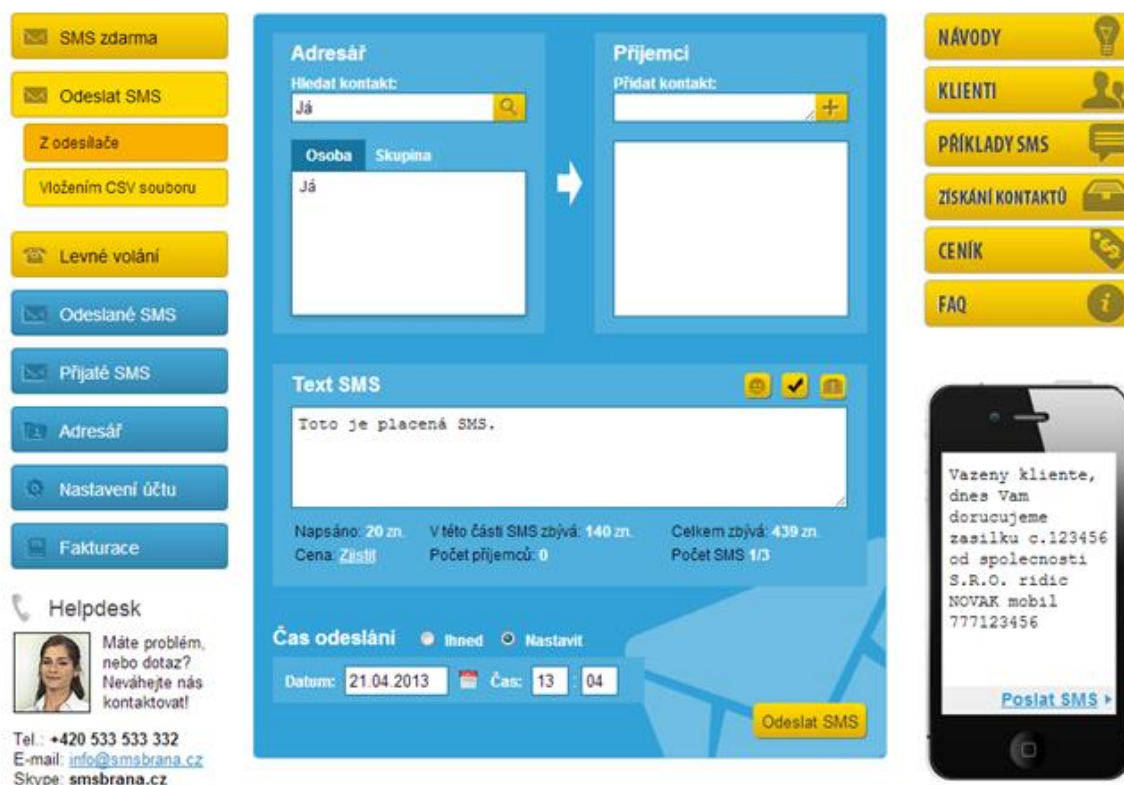 SMS zdarma
Odeslat SMS
Z odesílače
Vložením CSV souboru
Levné volání
Odeslané SMS
Přijaté SMS
Adresář
Nastavení účtu
Fakturace
Helpdesk
Máte problém,
nebo dotaz?
Neváhejte nás
kontaktovat!
Tel.: +420 533 533 332
E-mail: info@smsbrana.cz
Skype: smsbrana.cz
Adresář
Hledat kontakt:
Já
Osoba Skupina
Já
Příjemci
Přidat kontakt:
Text SMS
Toto je placená SMS.
Napsáno: 20 zn. V této části SMS zbývá: 140 zn. Celkem zbývá: 439 zn.
Cena: Zjistit Počet příjemců: 0 Počet SMS 1/3
Čas odeslání Ihned Nastavit
Datum: 21.04.2013 Čas: 13 : 04
Odeslat SMS
NÁVODY
KLIENTI
PŘÍKLADY SMS
ZÍSKÁNÍ KONTAKTŮ
CENÍK
FAQ
Vazeny kliente,
dnes Vam
dorucujeme
zasilku c.123456
od spolecnosti
S.R.O. ridic
NOVAK mobil
777123456
Poslat SMS